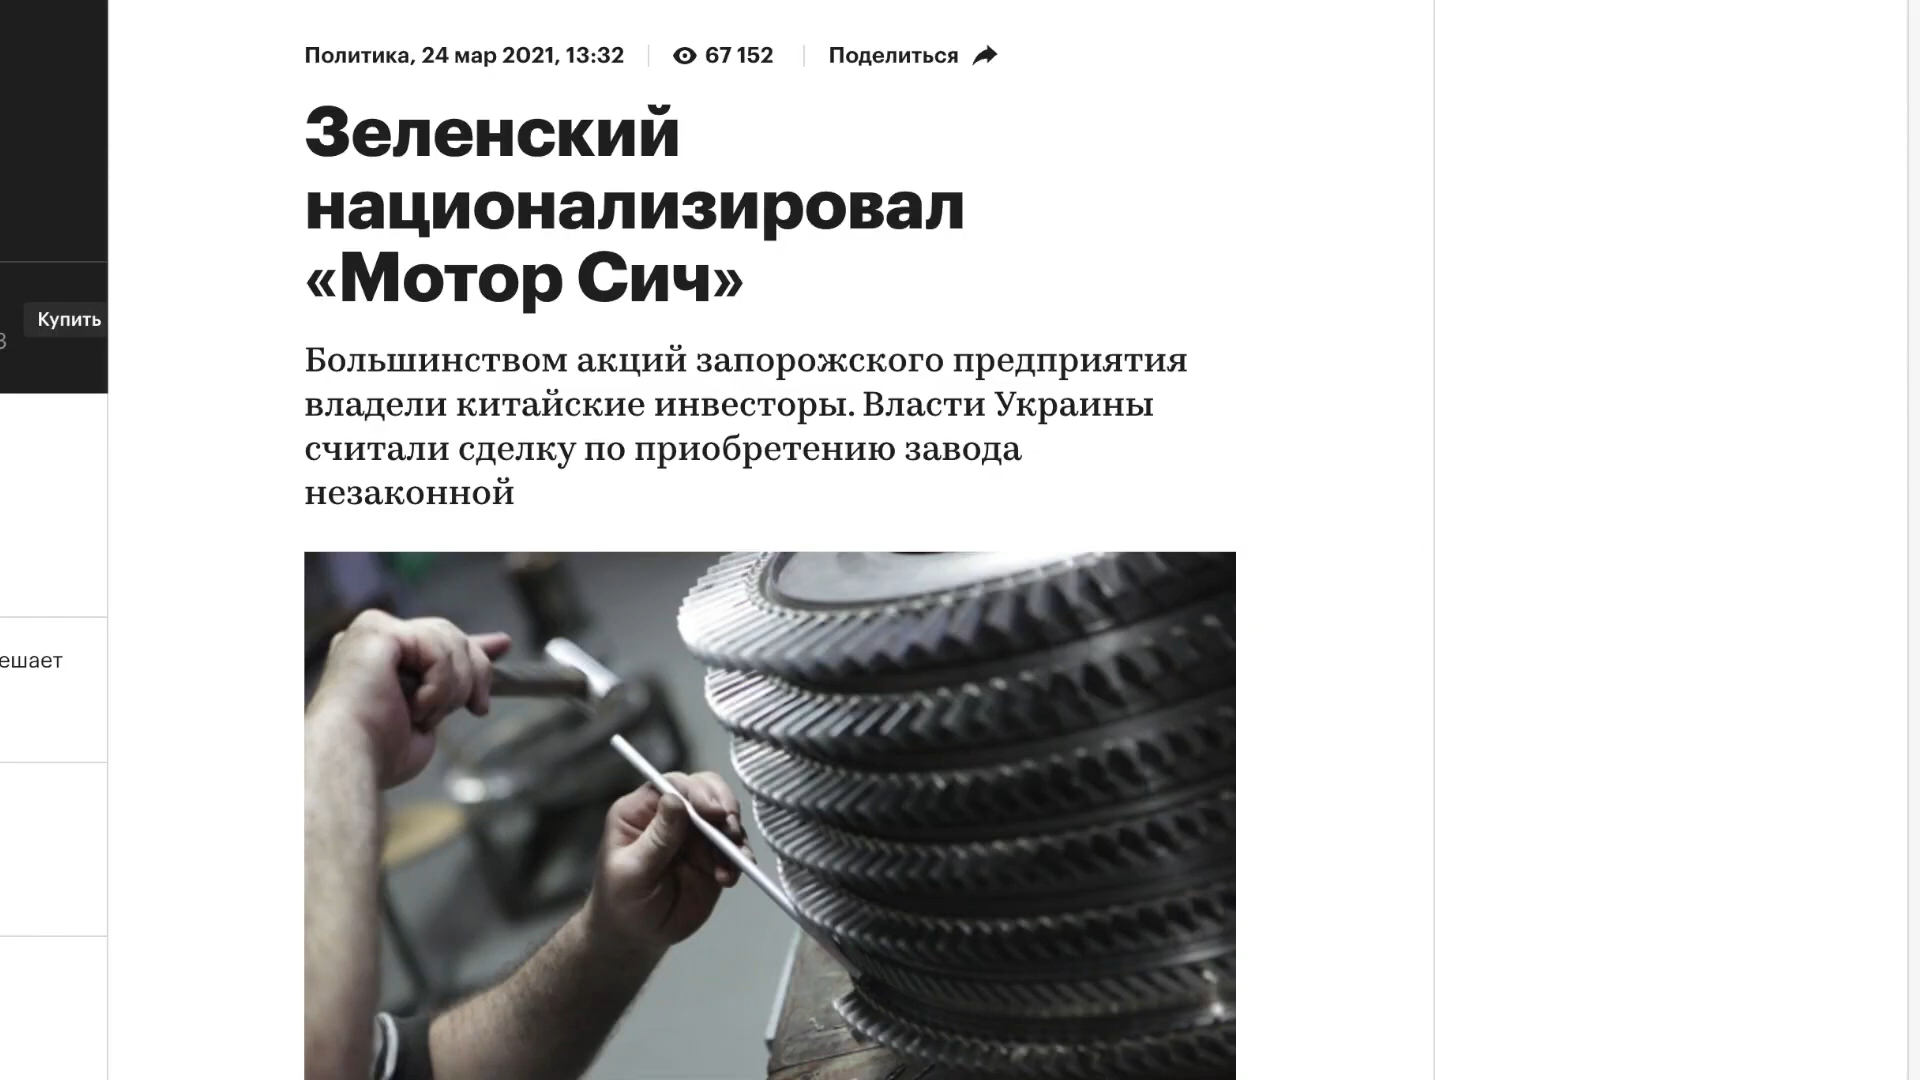 Политика, 24 мар 2021, 13:32
67 152
Поделиться
Зеленский
национализировал
«Мотор Сич»
Большинством акций запорожского предприятия
владели китайские инвесторы. Власти Украины
считали сделку по приобретению завода
незаконной
Купить
ешает